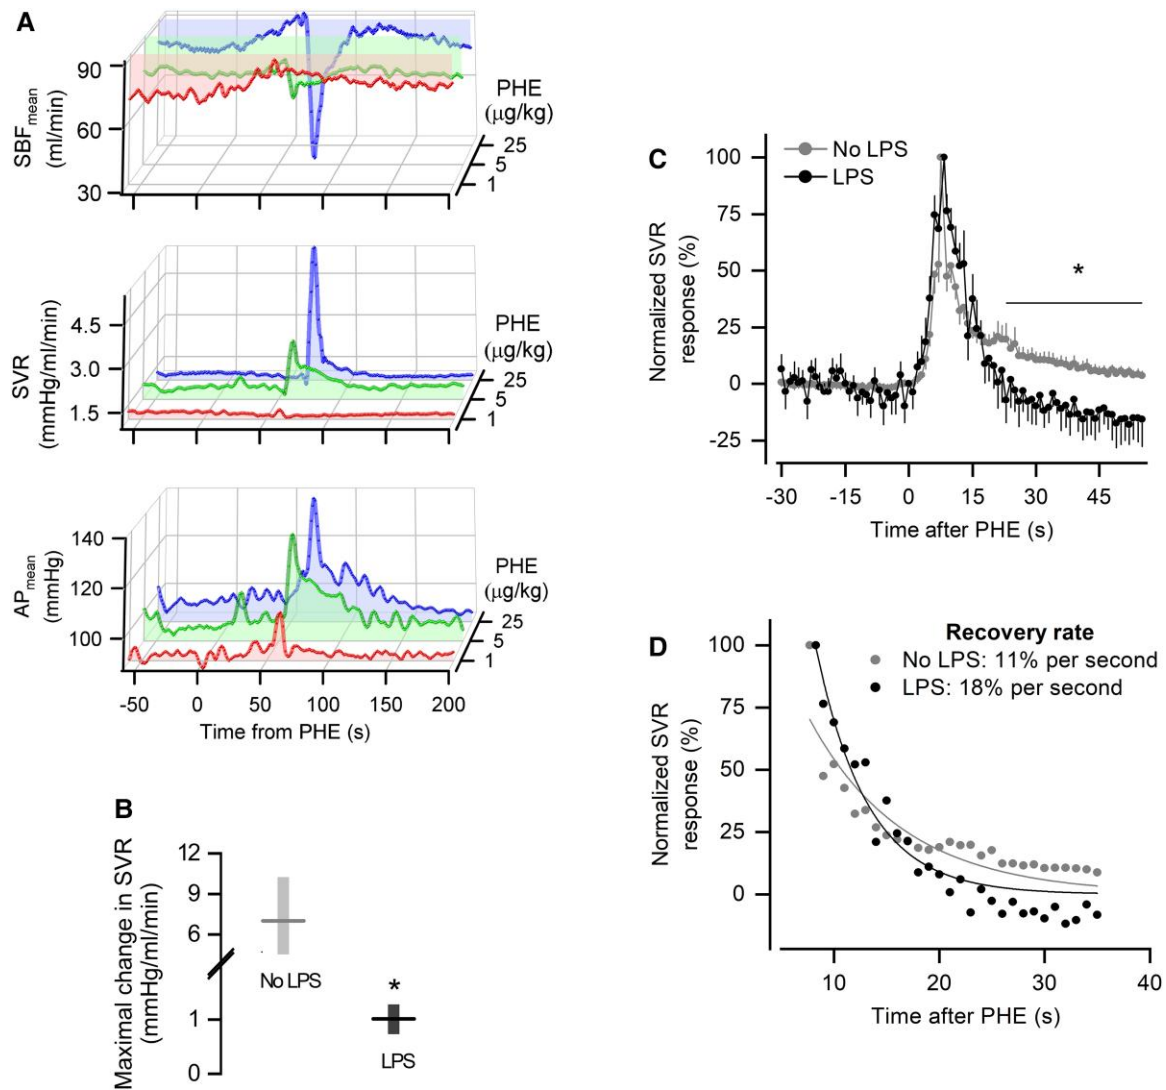 A
SBFmean
(ml/min)
90
60
30
PHE
(μg/kg)
25
5
1
SVR
(mmHg/ml/min)
4.5
3.0
1.5
PHE
(μg/kg)
25
5
1
APmean
(mmHg)
140
120
100
PHE
(μg/kg)
25
5
1
-50 0 50 100 150 200
Time from PHE (s)
B
Maximal change in SVR
(mmHg/ml/min)
12
9
6
1
0
No LPS
*
LPS
C
Normalized SVR
response (%)
100
75
50
25
0
-25
No LPS
LPS
*
-30 -15 0 15 30 45
Time after PHE (s)
D
Normalized SVR
response (%)
100
75
50
25
0
Recovery rate
No LPS: 11% per second
LPS: 18% per second
10 20 30 40
Time after PHE (s)